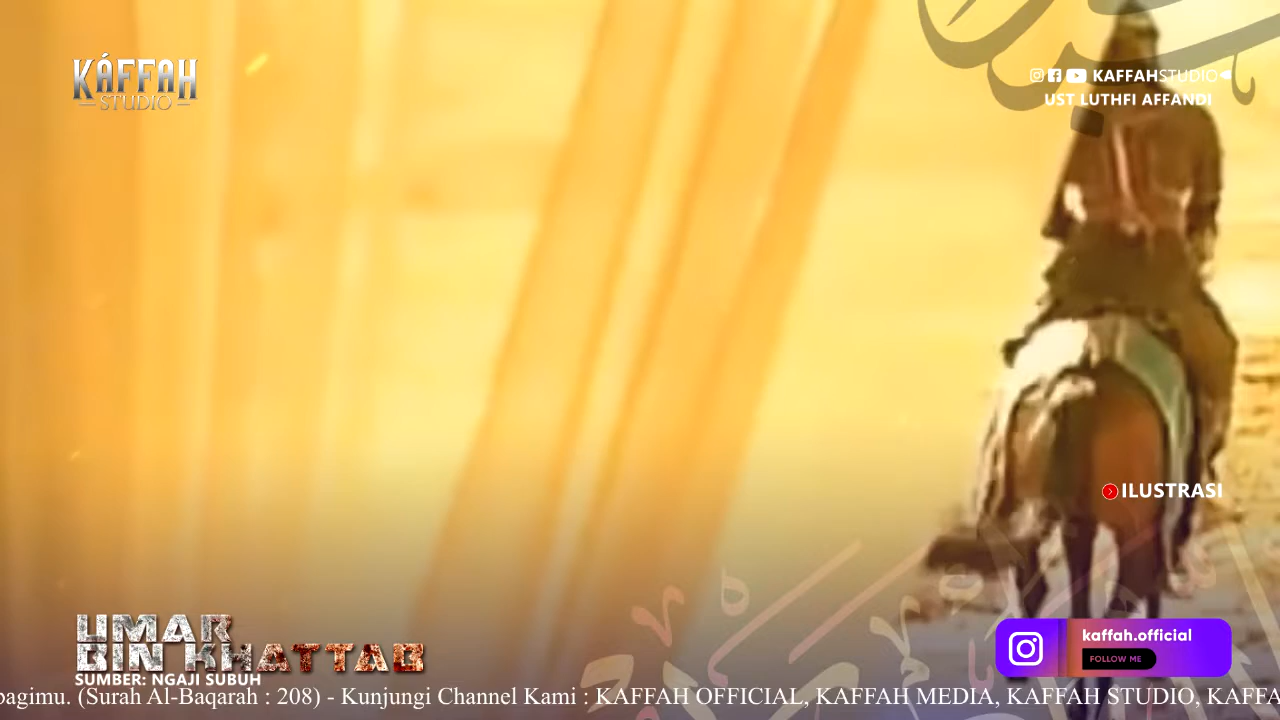 KÁFFAH
STUDIO
KAFFAHSTUDIO
UST LUTHFI AFFANDI
ILUSTRASI
kaffah.official
FOLLOW ME
UMAR
BIN KHATTAB
SUMBER: NGAJI SUBUH
bagimu. (Surah Al-Baqarah : 208) - Kunjungi Channel Kami : KAFFAH OFFICIAL, KAFFAH MEDIA, KAFFAH STUDIO, KAFFA